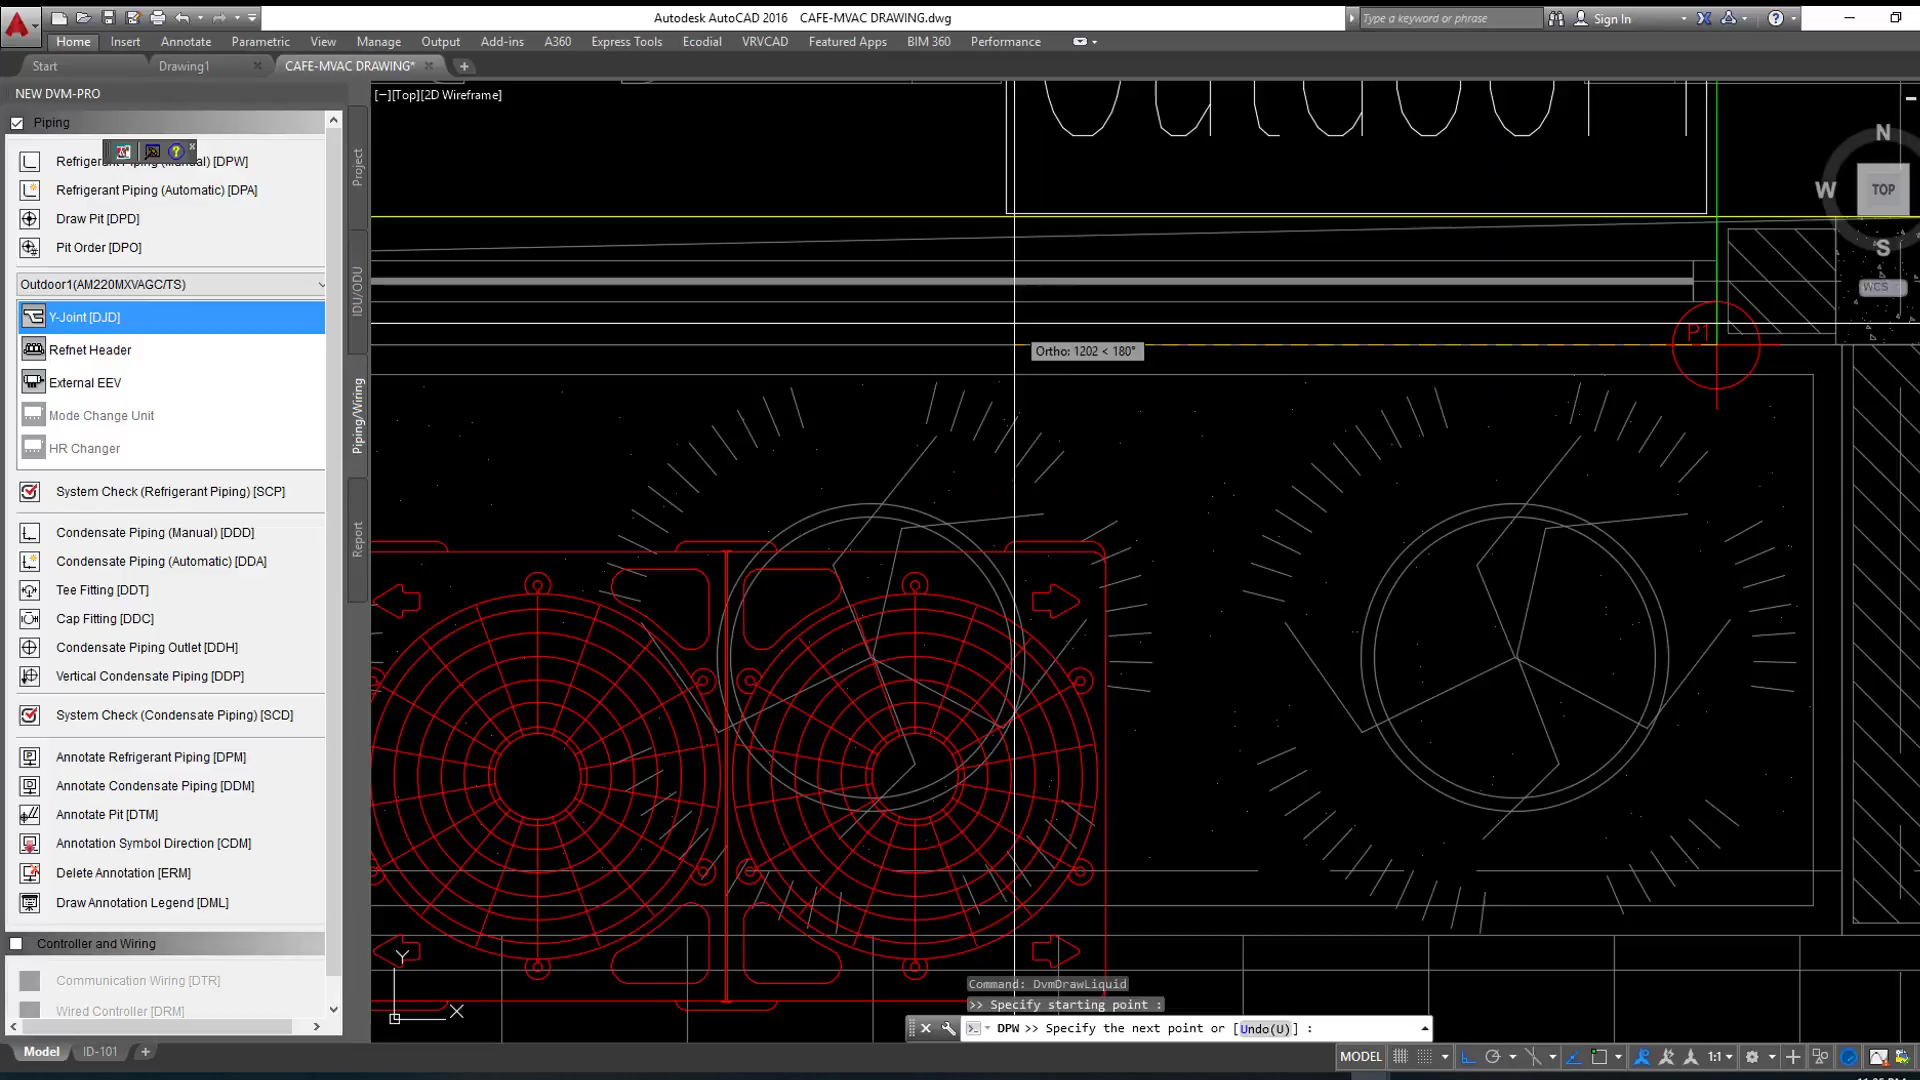 Autodesk AutoCAD 2016 CAFE-MVAC DRAWING.dwg
Type a keyword or phrase
Sign In
Home Insert Annotate Parametric View Manage Output Add-ins A360 Express Tools Ecodial VRVCAD Featured Apps BIM 360 Performance
Start Drawing1 CAFE-MVAC DRAWING*
NEW DVM-PRO
[−][Top][2D Wireframe]
Piping
Refrigerant Piping (Manual) [DPW]
Refrigerant Piping (Automatic) [DPA]
Draw Pit [DPD]
Pit Order [DPO]
Outdoor1(AM220MXVAGC/TS)
Y-Joint [DJD]
Refnet Header
External EEV
Mode Change Unit
HR Changer
System Check (Refrigerant Piping) [SCP]
Condensate Piping (Manual) [DDD]
Condensate Piping (Automatic) [DDA]
Tee Fitting [DDT]
Cap Fitting [DDC]
Condensate Piping Outlet [DDH]
Vertical Condensate Piping [DDP]
System Check (Condensate Piping) [SCD]
Annotate Refrigerant Piping [DPM]
Annotate Condensate Piping [DDM]
Annotate Pit [DTM]
Annotation Symbol Direction [CDM]
Delete Annotation [ERM]
Draw Annotation Legend [DML]
Controller and Wiring
Communication Wiring [DTR]
Wired Controller [DRM]
Project
IDU/ODU
Piping/Wiring
Report
N
W TOP
S
WCS
P1
Ortho: 1202 < 180°
Y
X
Command: DvmDrawLiquid
>> Specify starting point :
DPW >> Specify the next point or [Undo(U)] :
Model ID-101
MODEL 1:1